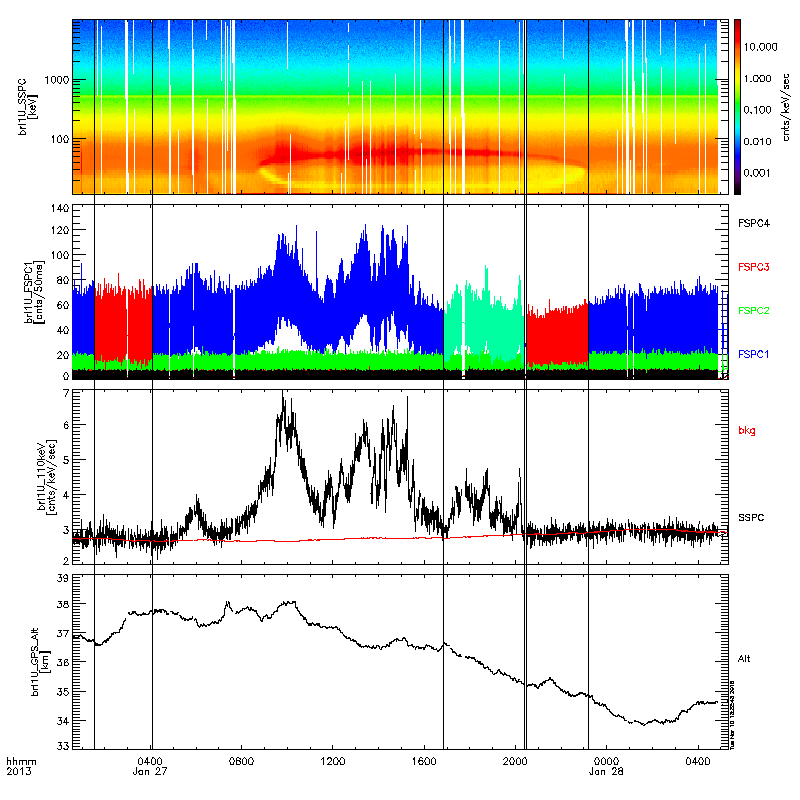 brl1U_SSPC
[keV]
1000
100
10.000
1.000
0.100
0.010
0.001
cnts/keV/sec
brl1U_FSPC1
[cnts/50ms]
140
120
100
80
60
40
20
0
FSPC4
FSPC3
FSPC2
FSPC1
brl1U_110keV
[cnts/keV/sec]
7
6
5
4
3
2
bkg
SSPC
brl1U_GPS_Alt
[km]
39
38
37
36
35
34
33
Alt
hhmm
2013
0400 0800 1200 1600 2000 0000 0400
Jan 27 Jan 28